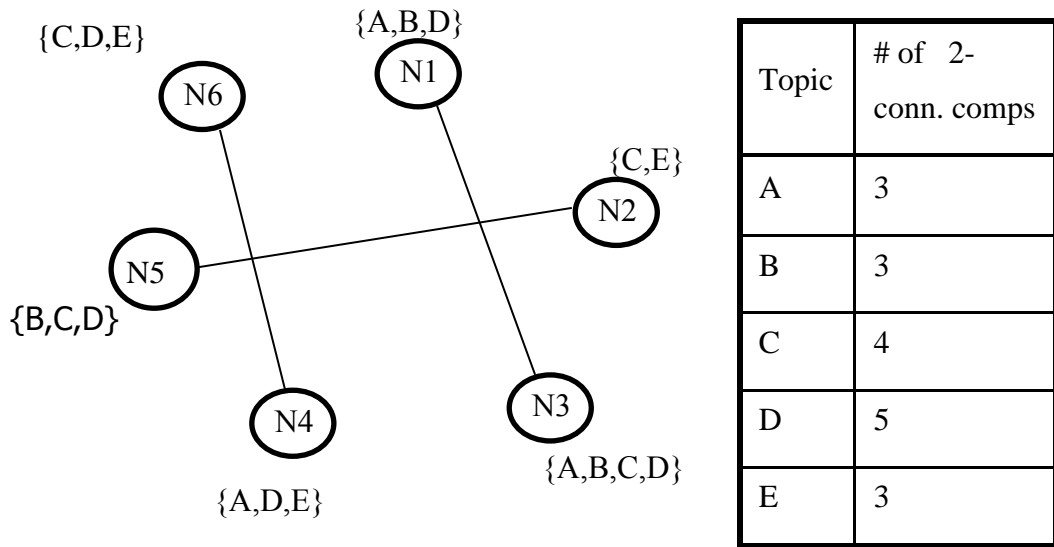 {C,D,E}
{A,B,D}
N6
N1
{C,E}
N2
N5
{B,C,D}
N4
N3
{A,D,E}
{A,B,C,D}
Topic # of 2-
conn. comps
A 3
B 3
C 4
D 5
E 3